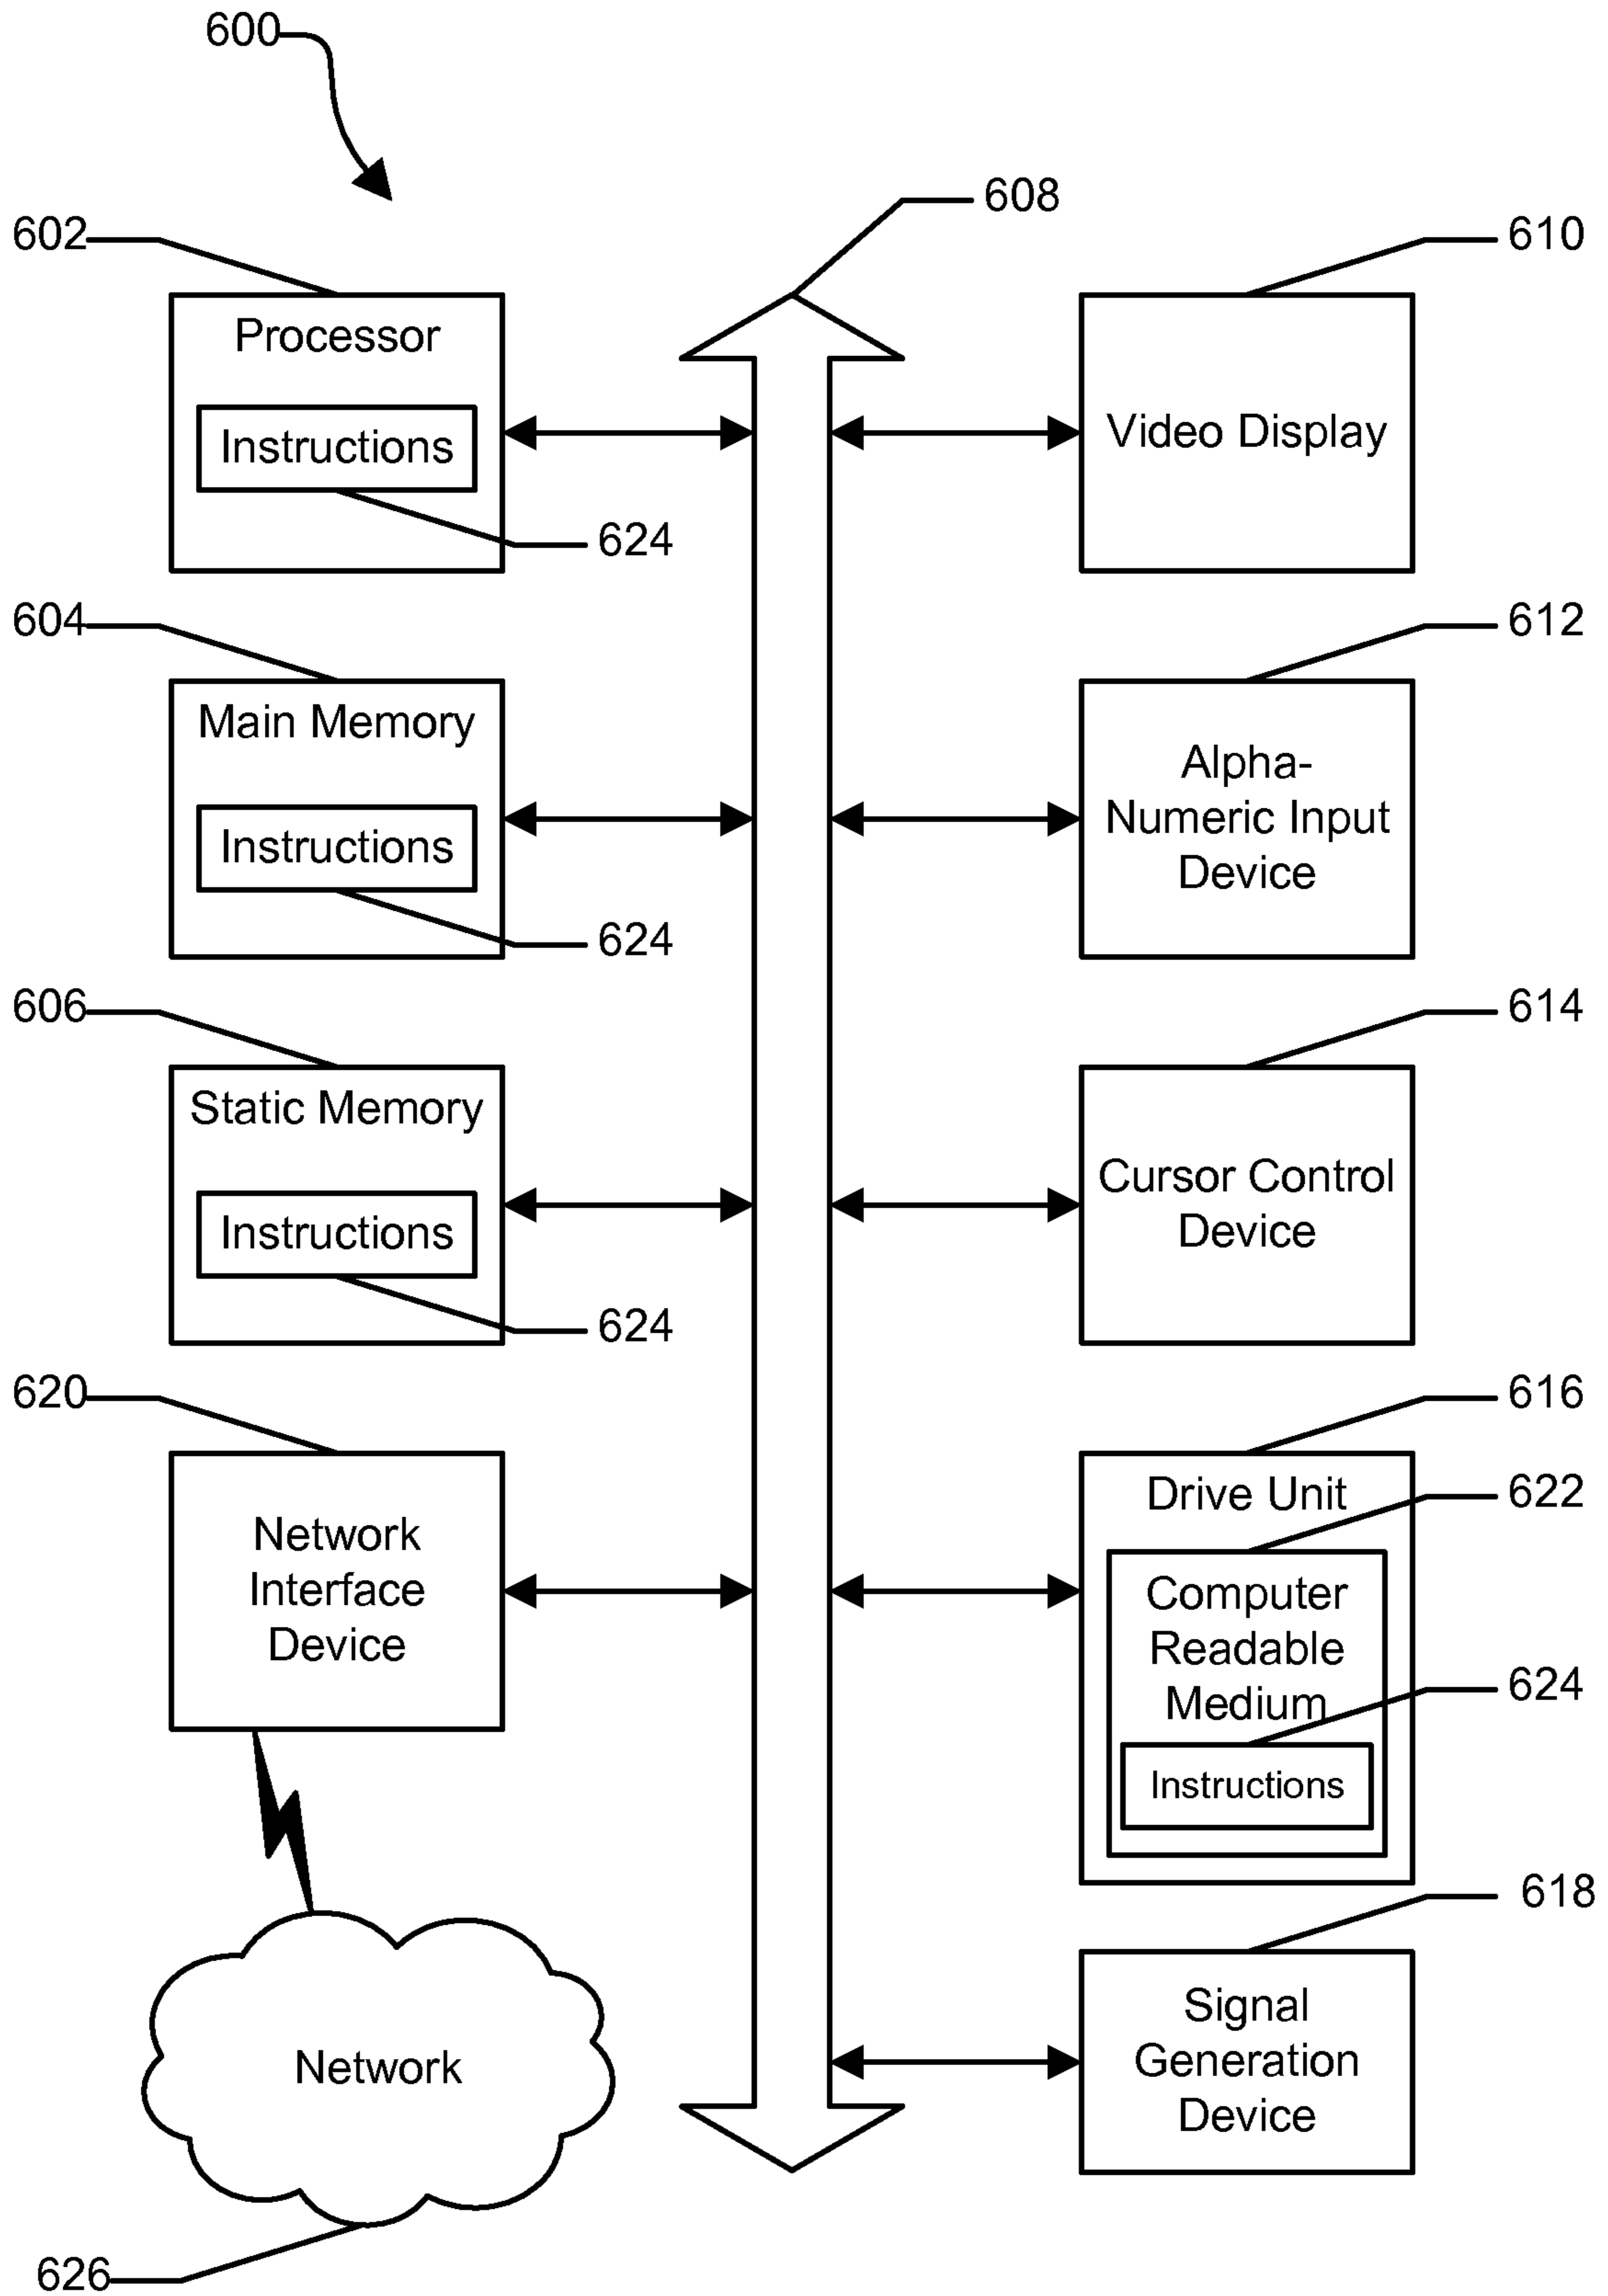 600
608
602
610
Processor
Instructions
624
Video Display
604
612
Main Memory
Instructions
624
Alpha-
Numeric Input
Device
606
614
Static Memory
Instructions
624
Cursor Control
Device
620
616
Network
Interface
Device
Drive Unit
622
Computer
Readable
Medium
624
Instructions
618
Signal
Generation
Device
Network
626